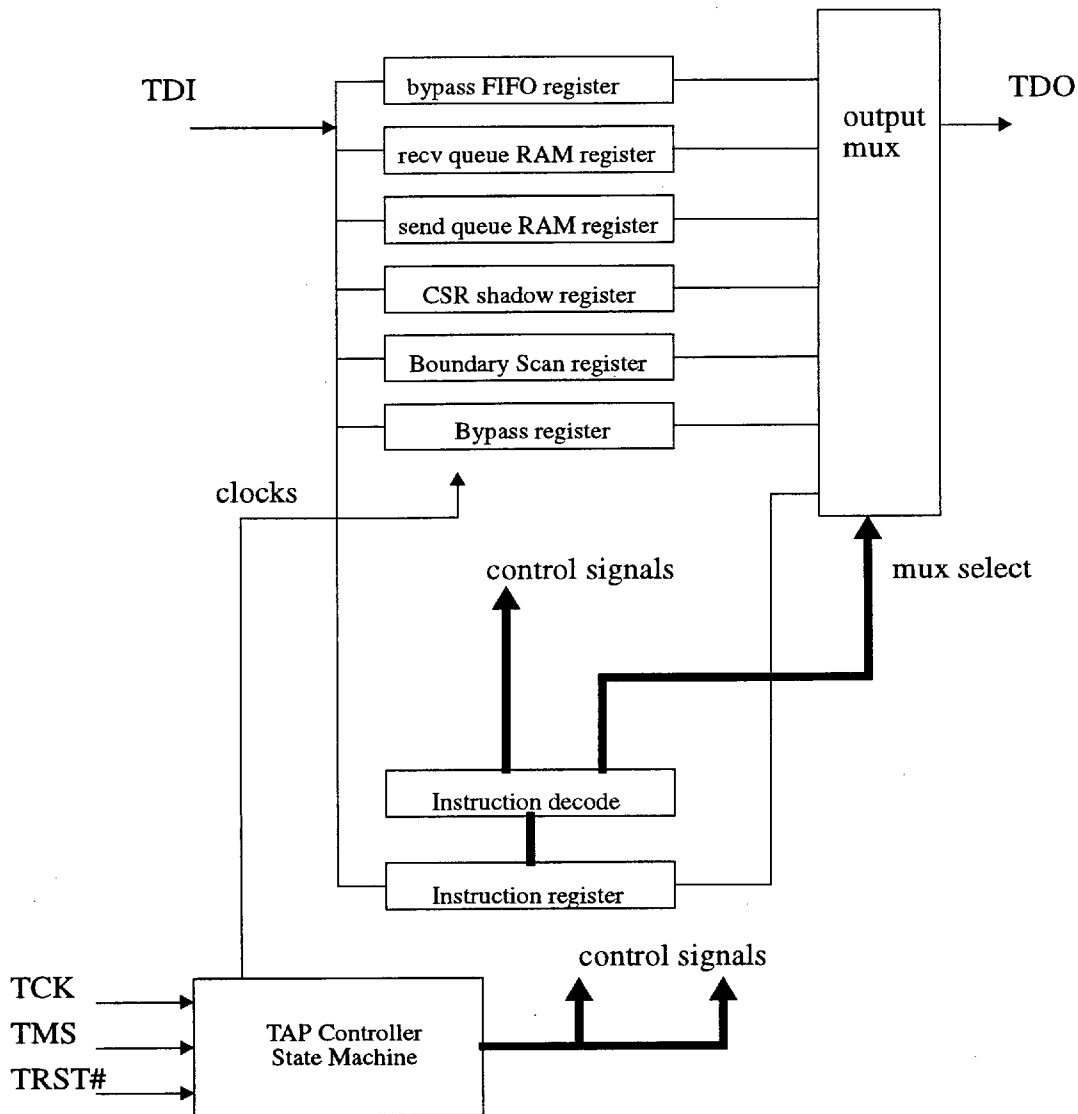 TDI
bypass FIFO register
recv queue RAM register
send queue RAM register
CSR shadow register
Boundary Scan register
Bypass register
output
mux
TDO
clocks
control signals
mux select
Instruction decode
Instruction register
control signals
TCK
TMS
TRST#
TAP Controller
State Machine